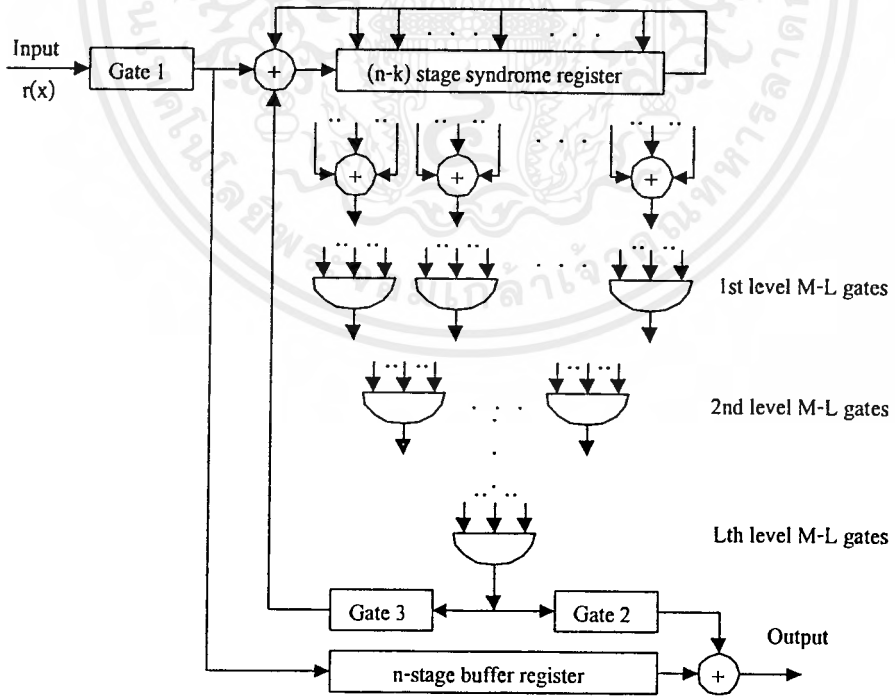 Input
r(x)
Gate 1
+
(n-k) stage syndrome register
+
+
+
1st level M-L gates
2nd level M-L gates
Lth level M-L gates
Gate 3
Gate 2
Output
n-stage buffer register
+